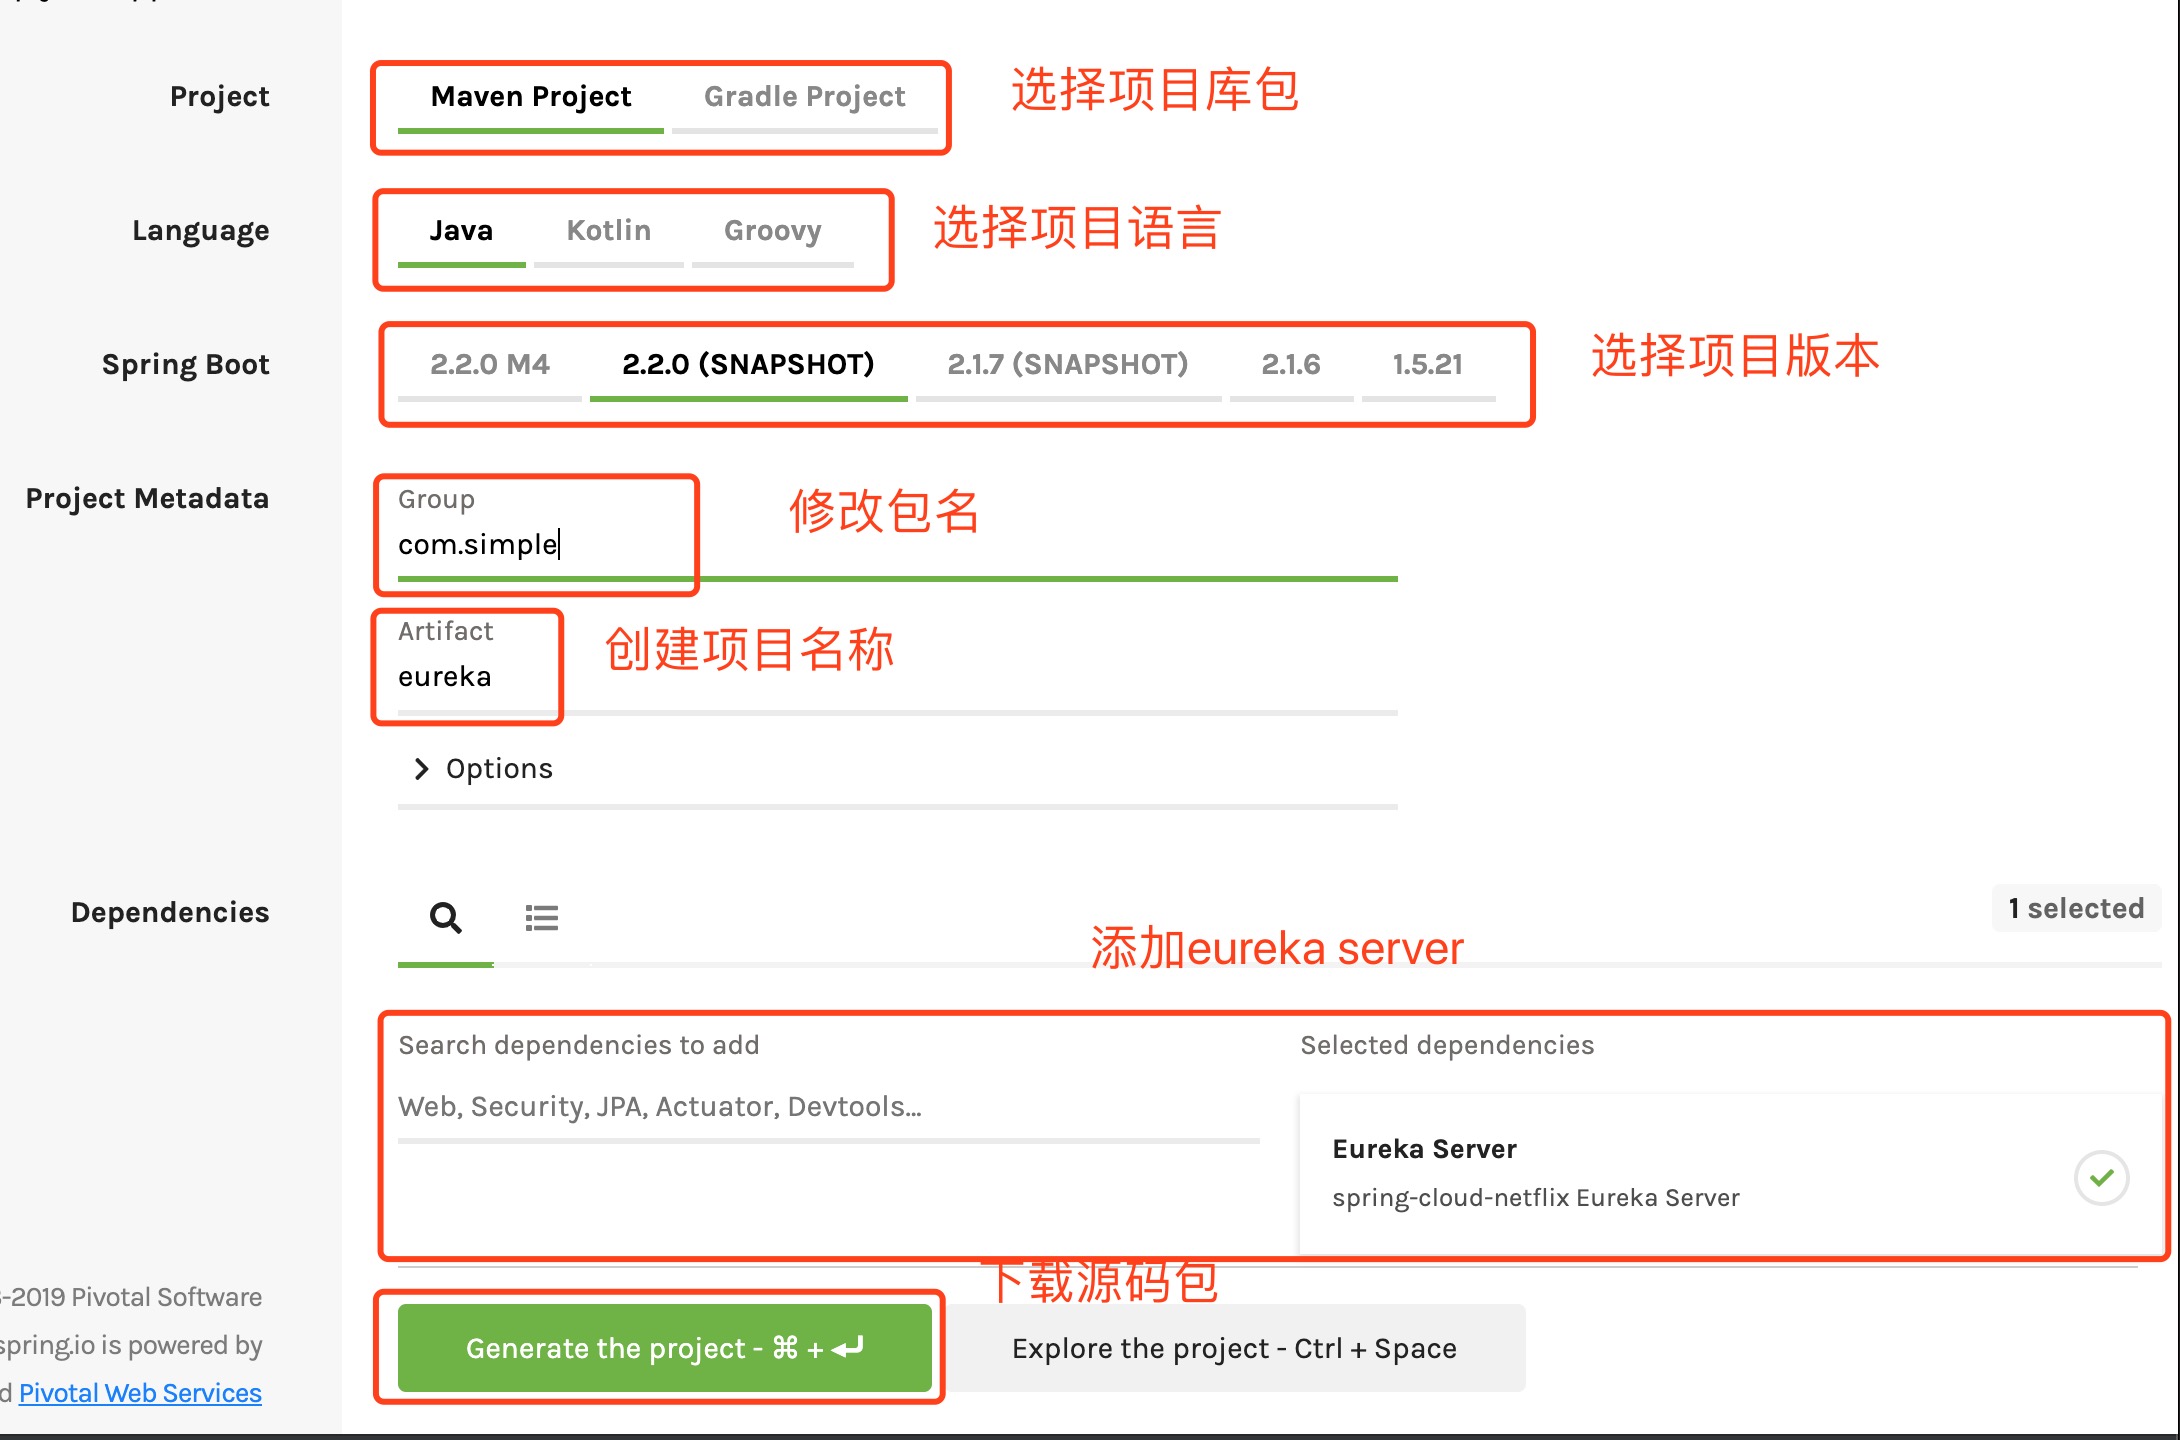 Project
Maven Project
Gradle Project
选择项目库包
Language
Java
Kotlin
Groovy
选择项目语言
Spring Boot
2.2.0 M4
2.2.0 (SNAPSHOT)
2.1.7 (SNAPSHOT)
2.1.6
1.5.21
选择项目版本
Project Metadata
Group
com.simple
修改包名
Artifact
eureka
创建项目名称
Options
Dependencies
1 selected
添加eureka server
Search dependencies to add
Web, Security, JPA, Actuator, Devtools...
Selected dependencies
Eureka Server
spring-cloud-netflix Eureka Server
下载源码包
Generate the project - ⌘ + ↵
Explore the project - Ctrl + Space
-2019 Pivotal Software
spring.io is powered by
Pivotal Web Services